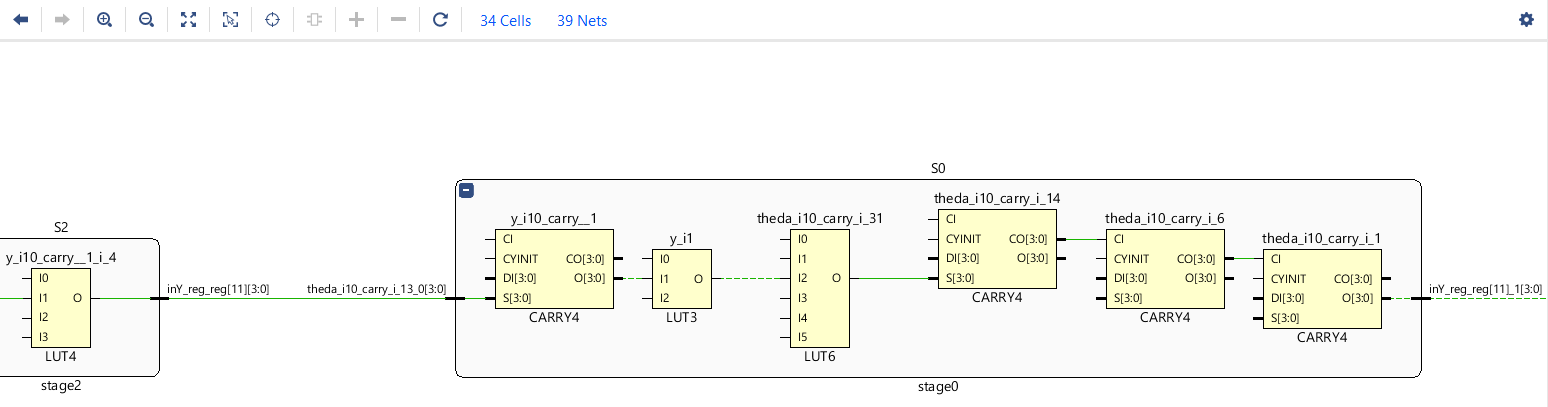 34 Cells
39 Nets
S2
y_i10_carry__1_i_4
I0
I1
O
I2
I3
LUT4
stage2
inY_reg_reg[11][3:0]
theda_i10_carry_i_13_0[3:0]
S0
y_i10_carry__1
CI
CYINIT
CO[3:0]
DI[3:0]
O[3:0]
S[3:0]
CARRY4
y_i1
I0
I1
O
I2
LUT3
theda_i10_carry_i_31
I0
I1
I2
O
I3
I4
I5
LUT6
theda_i10_carry_i_14
CI
CYINIT
CO[3:0]
DI[3:0]
O[3:0]
S[3:0]
CARRY4
theda_i10_carry_i_6
CI
CYINIT
CO[3:0]
DI[3:0]
O[3:0]
S[3:0]
CARRY4
theda_i10_carry_i_1
CI
CYINIT
CO[3:0]
DI[3:0]
O[3:0]
S[3:0]
CARRY4
stage0
inY_reg_reg[11]_1[3:0]